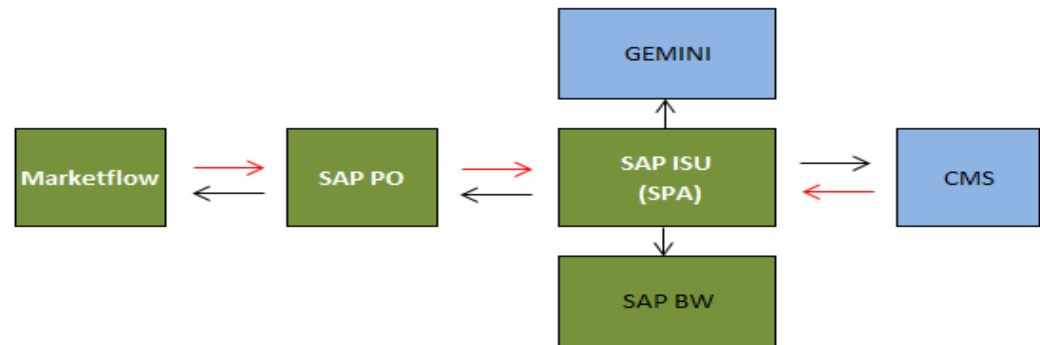 GEMINI
Marketflow
SAP PO
SAP ISU
(SPA)
CMS
SAP BW